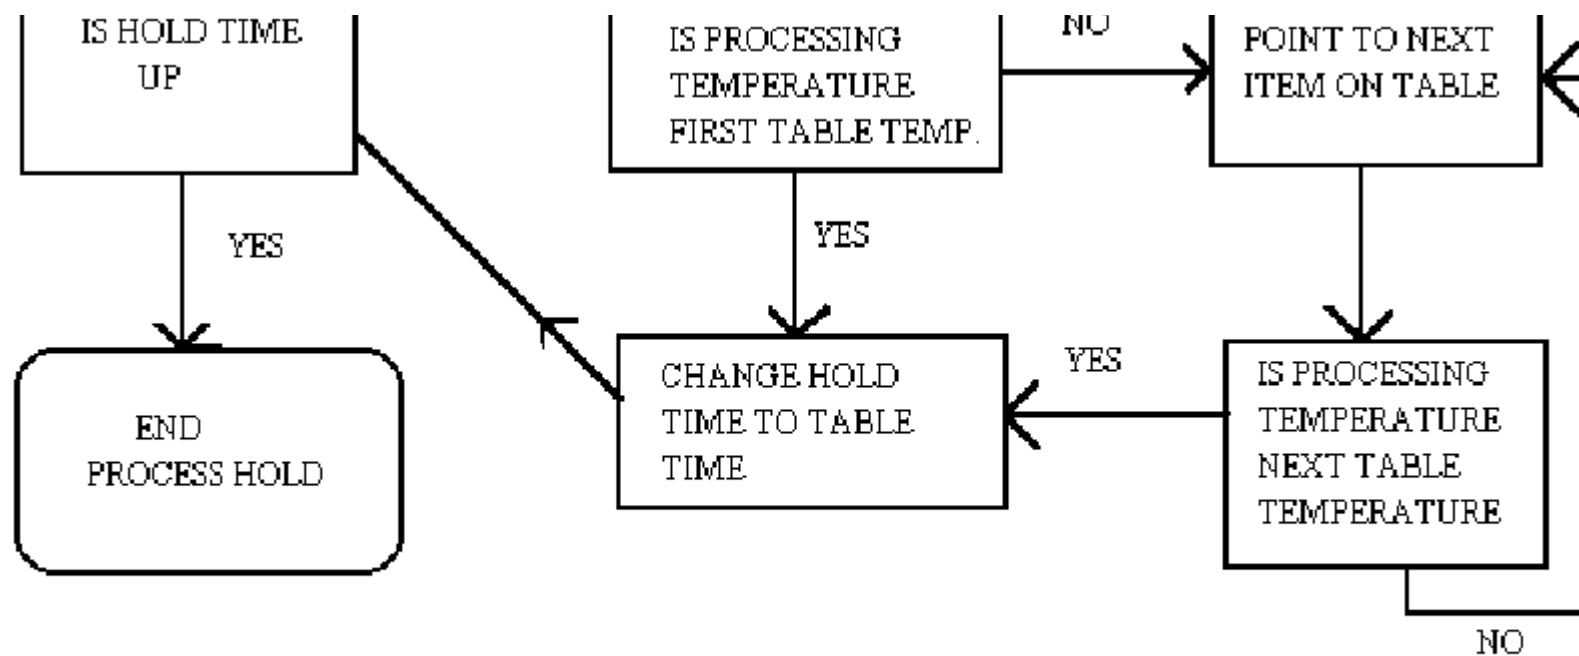 IS HOLD TIME
UP
IS PROCESSING
TEMPERATURE
FIRST TABLE TEMP.
NO
POINT TO NEXT
ITEM ON TABLE
YES
YES
END
PROCESS HOLD
CHANGE HOLD
TIME TO TABLE
TIME
YES
IS PROCESSING
TEMPERATURE
NEXT TABLE
TEMPERATURE
NO